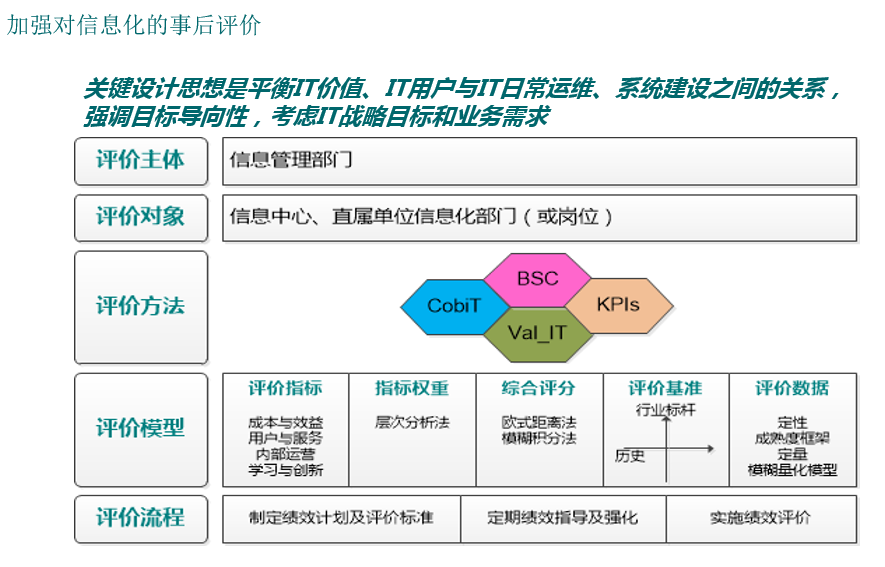 加强对信息化的事后评价
关键设计思想是平衡IT价值、IT用户与IT日常运维、系统建设之间的关系，
强调目标导向性，考虑IT战略目标和业务需求
评价主体
信息管理部门
评价对象
信息中心、直属单位信息化部门（或岗位）
评价方法
BSC
CobiT
KPIs
Val_IT
评价模型
评价指标
成本与效益
用户与服务
内部运营
学习与创新
指标权重
层次分析法
综合评分
欧式距离法
模糊积分法
评价基准
行业标杆
历史
评价数据
定性
成熟度框架
定量
模糊量化模型
评价流程
制定绩效计划及评价标准
定期绩效指导及强化
实施绩效评价